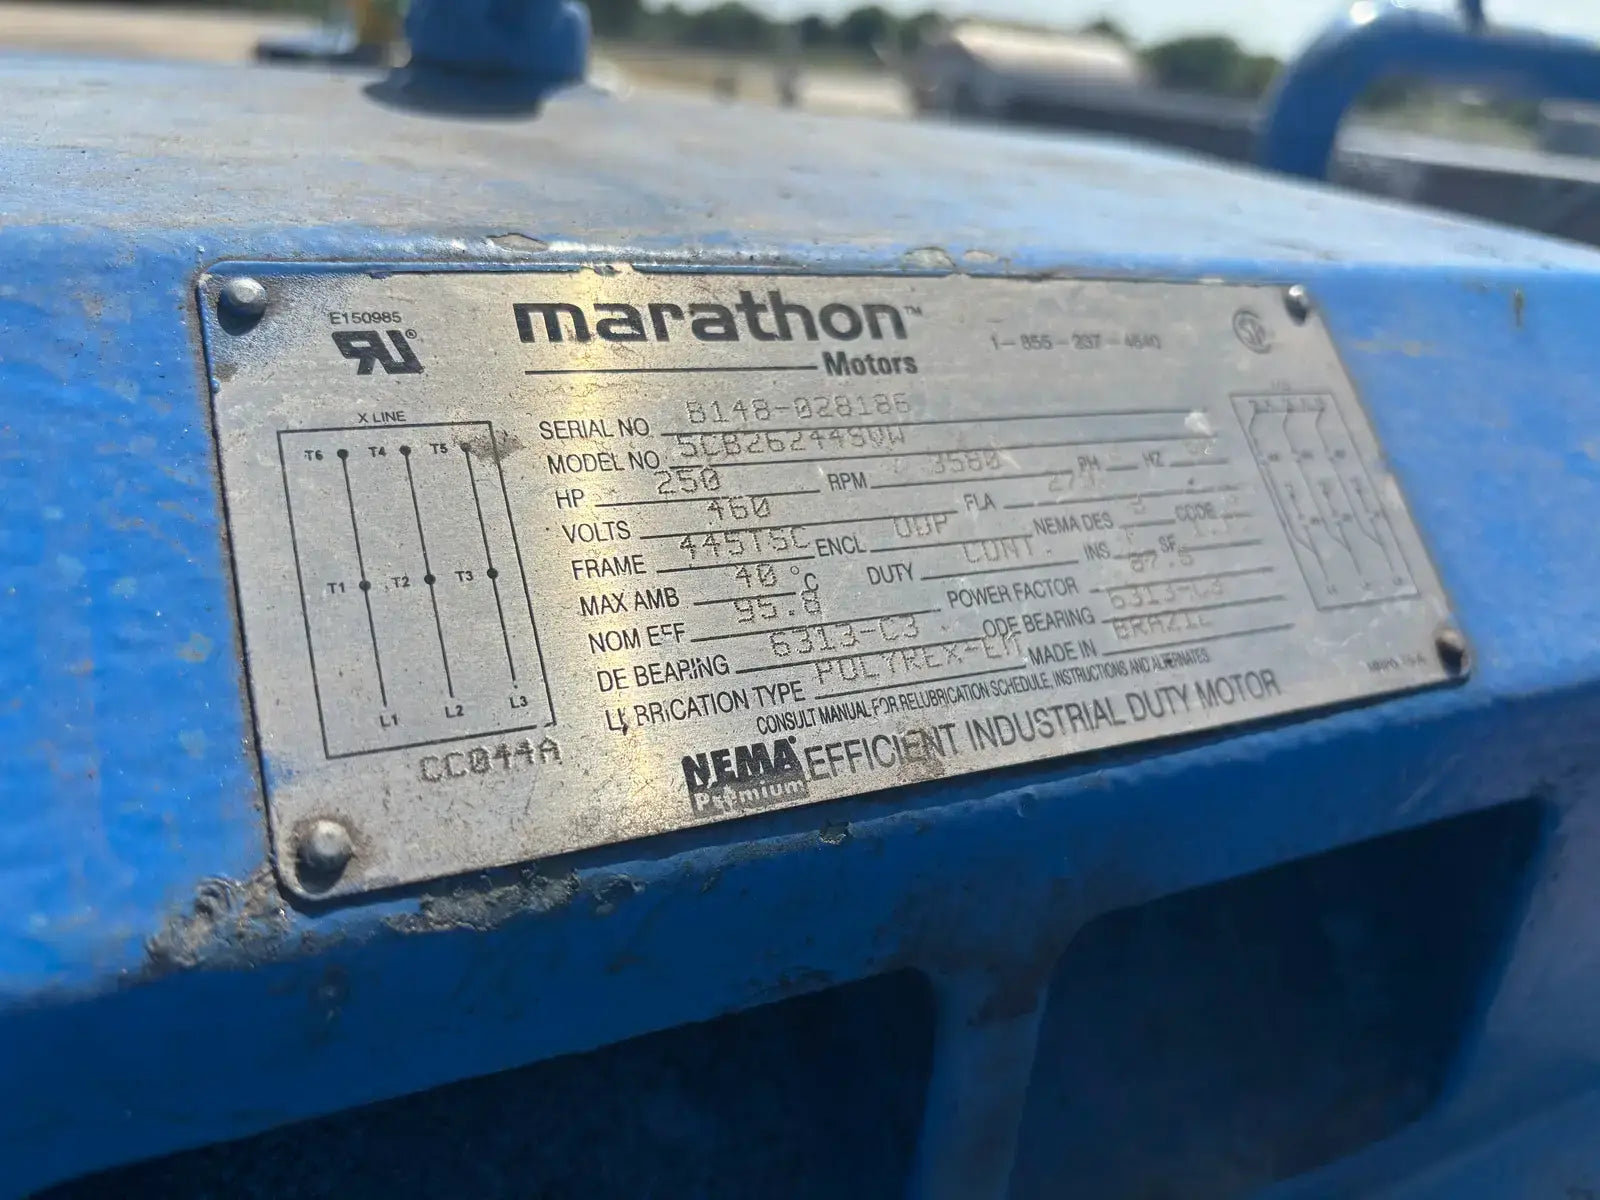 E150985
marathon™
Motors
1-855-237-4640
X LINE
T6 T4 T5
T1 T2 T3
L1 L2 L3
CC044A
SERIAL NO B148-028186
MODEL NO 5CB262449QW
HP 250 RPM 3580 PH HZ
VOLTS 460 FLA
FRAME 445TSC ENCL ODP NEMA DES CODE
MAX AMB 40°C DUTY CONT. INS SF
NOM EFF 95.8 POWER FACTOR 87.5
DE BEARING 6313-C3 ODE BEARING 6313-C3
LUBRICATION TYPE POLYREX-EM MADE IN BRAZIL
CONSULT MANUAL FOR RELUBRICATION SCHEDULE, INSTRUCTIONS AND ALTERNATES
NEMA Premium EFFICIENT INDUSTRIAL DUTY MOTOR